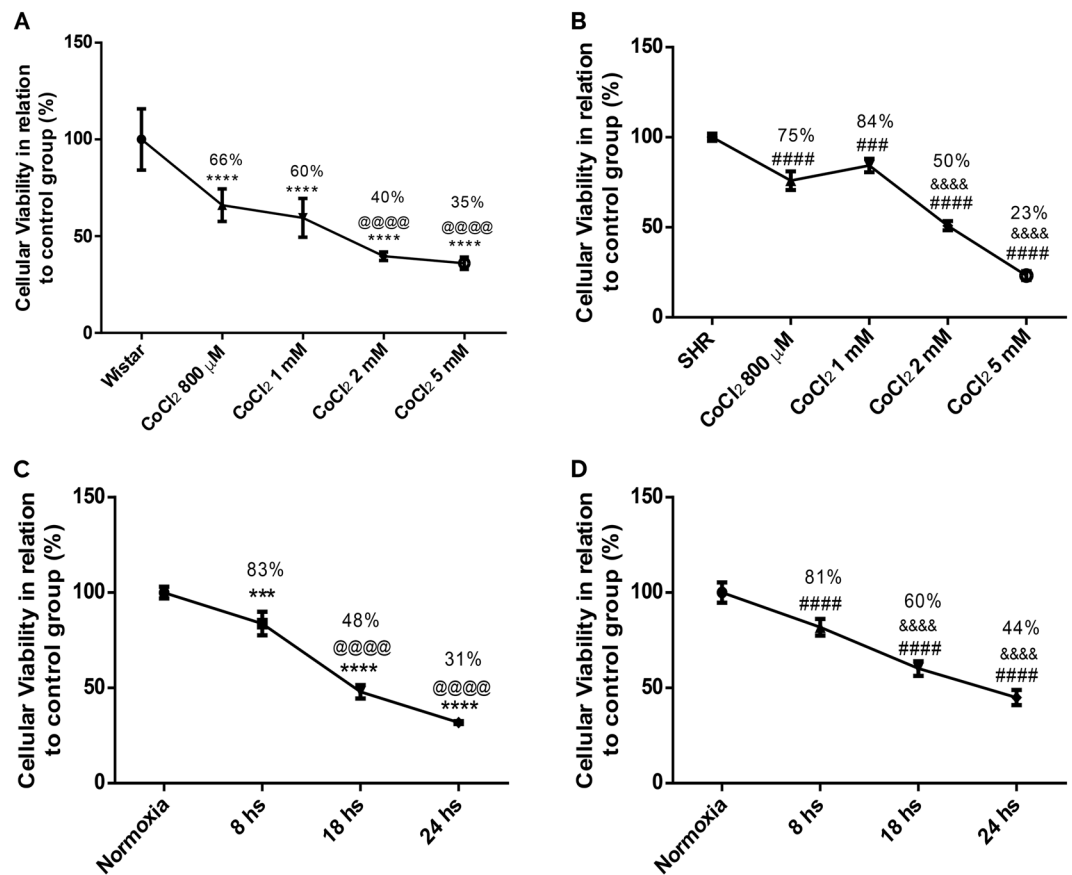 A
Cellular Viability in relation
to control group (%)
150
100
50
0
66%
****
60%
****
40%
@@@@
****
35%
@@@@
****
Wistar
CoCl₂ 800 μM
CoCl₂ 1 mM
CoCl₂ 2 mM
CoCl₂ 5 mM
B
Cellular Viability in relation
to control group (%)
150
100
50
0
75%
####
84%
###
50%
&&&&
####
23%
&&&&
####
SHR
CoCl₂ 800 μM
CoCl₂ 1 mM
CoCl₂ 2 mM
CoCl₂ 5 mM
C
Cellular Viability in relation
to control group (%)
150
100
50
0
83%
***
48%
@@@@
****
31%
@@@@
****
Normoxia
8 hs
18 hs
24 hs
D
Cellular Viability in relation
to control group (%)
150
100
50
0
81%
####
60%
&&&&
####
44%
&&&&
####
Normoxia
8 hs
18 hs
24 hs